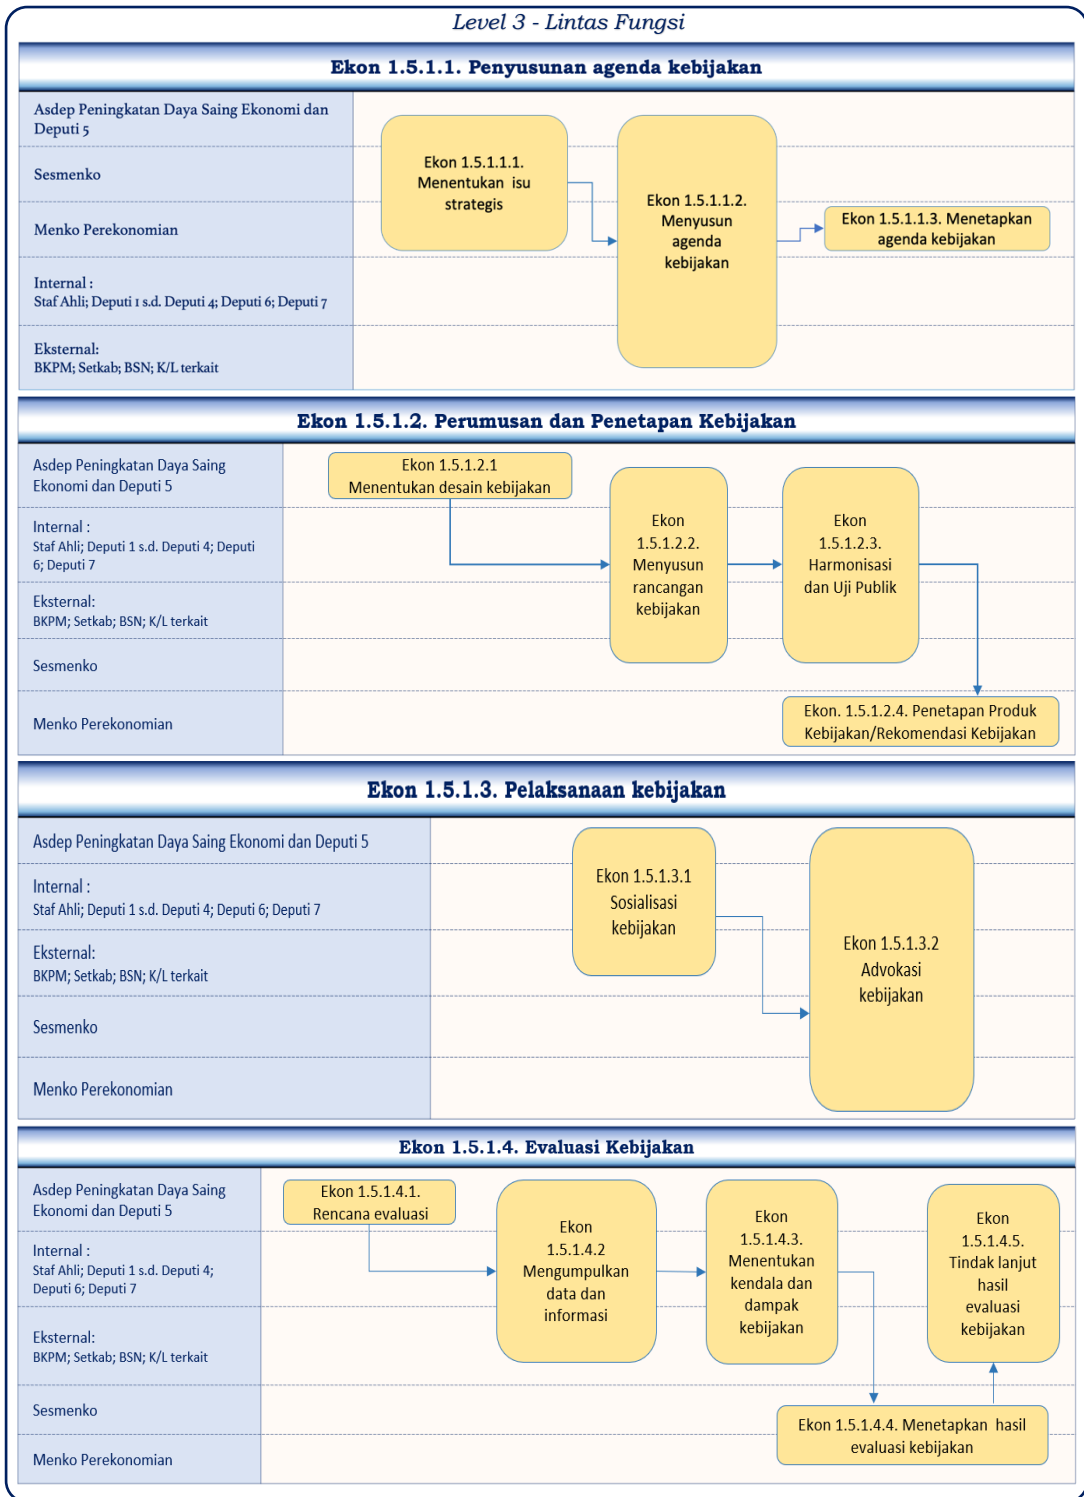 Level 3 - Lintas Fungsi
Ekon 1.5.1.1. Penyusunan agenda kebijakan
Asdep Peningkatan Daya Saing Ekonomi dan
Deputi 5
Sesmenko
Menko Perekonomian
Internal :
Staf Ahli; Deputi 1 s.d. Deputi 4; Deputi 6; Deputi 7
Eksternal:
BKPM; Setkab; BSN; K/L terkait
Ekon 1.5.1.1.1.
Menentukan isu
strategis
Ekon 1.5.1.1.2.
Menyusun
agenda
kebijakan
Ekon 1.5.1.1.3. Menetapkan
agenda kebijakan
Ekon 1.5.1.2. Perumusan dan Penetapan Kebijakan
Asdep Peningkatan Daya Saing
Ekonomi dan Deputi 5
Internal :
Staf Ahli; Deputi 1 s.d. Deputi 4; Deputi
6; Deputi 7
Eksternal:
BKPM; Setkab; BSN; K/L terkait
Sesmenko
Menko Perekonomian
Ekon 1.5.1.2.1
Menentukan desain kebijakan
Ekon
1.5.1.2.2.
Menyusun
rancangan
kebijakan
Ekon
1.5.1.2.3.
Harmonisasi
dan Uji Publik
Ekon. 1.5.1.2.4. Penetapan Produk
Kebijakan/Rekomendasi Kebijakan
Ekon 1.5.1.3. Pelaksanaan kebijakan
Asdep Peningkatan Daya Saing Ekonomi dan Deputi 5
Internal :
Staf Ahli; Deputi 1 s.d. Deputi 4; Deputi 6; Deputi 7
Eksternal:
BKPM; Setkab; BSN; K/L terkait
Sesmenko
Menko Perekonomian
Ekon 1.5.1.3.1
Sosialisasi
kebijakan
Ekon 1.5.1.3.2
Advokasi
kebijakan
Ekon 1.5.1.4. Evaluasi Kebijakan
Asdep Peningkatan Daya Saing
Ekonomi dan Deputi 5
Internal :
Staf Ahli; Deputi 1 s.d. Deputi 4;
Deputi 6; Deputi 7
Eksternal:
BKPM; Setkab; BSN; K/L terkait
Sesmenko
Menko Perekonomian
Ekon 1.5.1.4.1.
Rencana evaluasi
Ekon
1.5.1.4.2
Mengumpulkan
data dan
informasi
Ekon
1.5.1.4.3.
Menentukan
kendala dan
dampak
kebijakan
Ekon 1.5.1.4.4. Menetapkan hasil
evaluasi kebijakan
Ekon
1.5.1.4.5.
Tindak lanjut
hasil
evaluasi
kebijakan